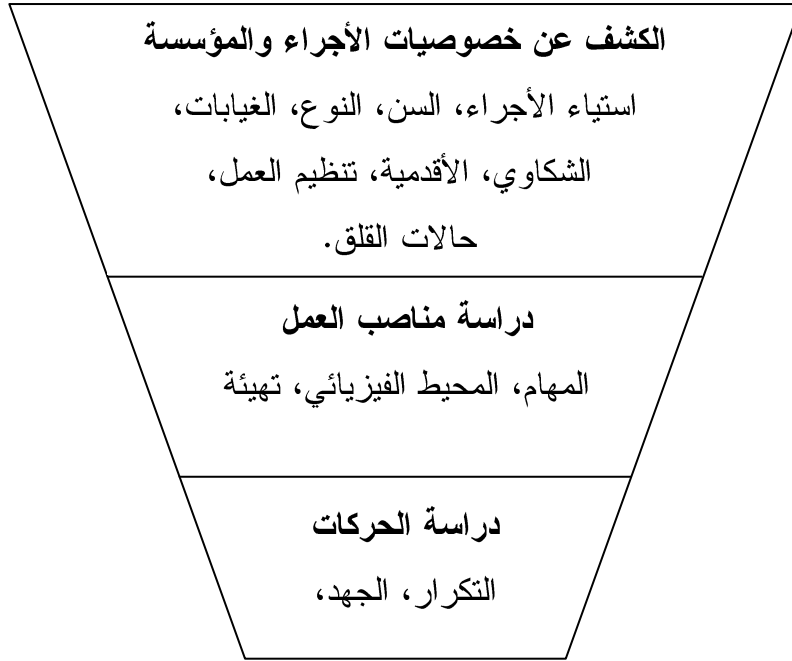 الكشف عن خصوصيات الأجراء والمؤسسة
استياء الأجراء، السن، النوع، الغيابات،
الشكاوي، الأقدمية، تنظيم العمل،
حالات القلق.
دراسة مناصب العمل
المهام، المحيط الفيزيائي، تهيئة
دراسة الحركات
التكرار، الجهد،